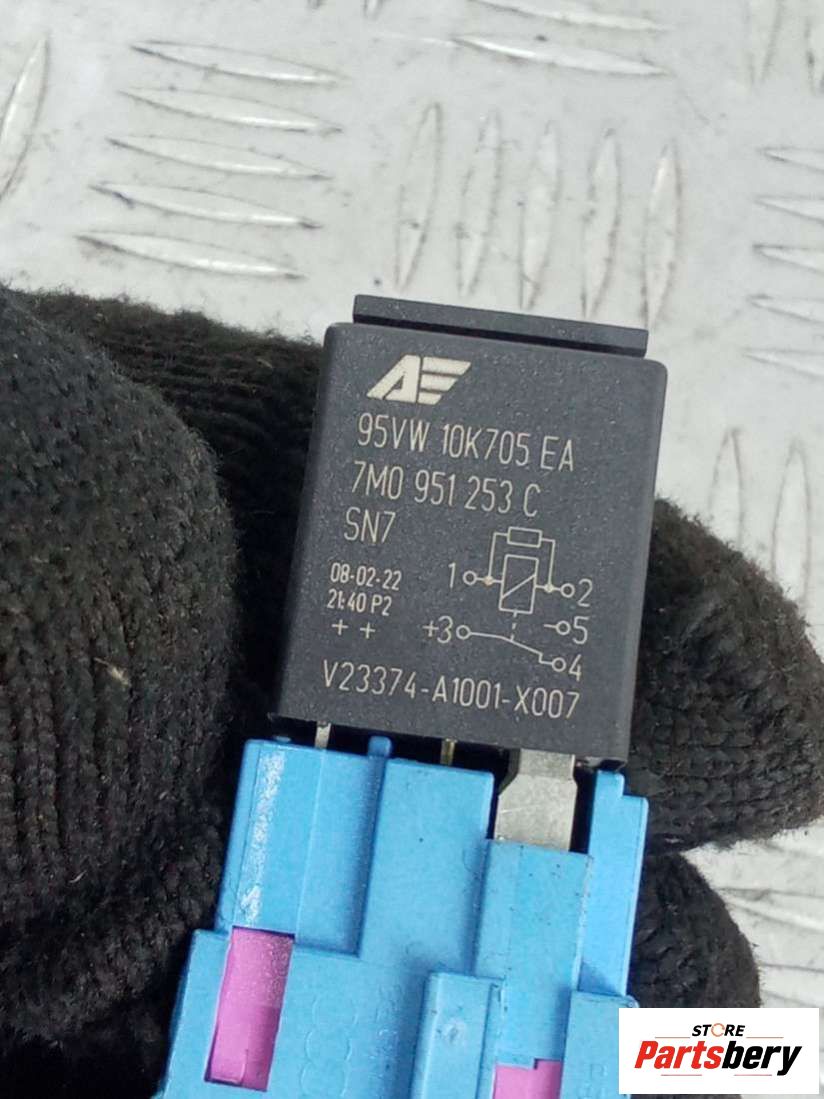 AE
95VW 10K705 EA
7M0 951 253 C
SN7
08-02-22
21:40 P2
+ +
1 2
+3 5
4
V23374-A1001-X007
STORE
Partsbery